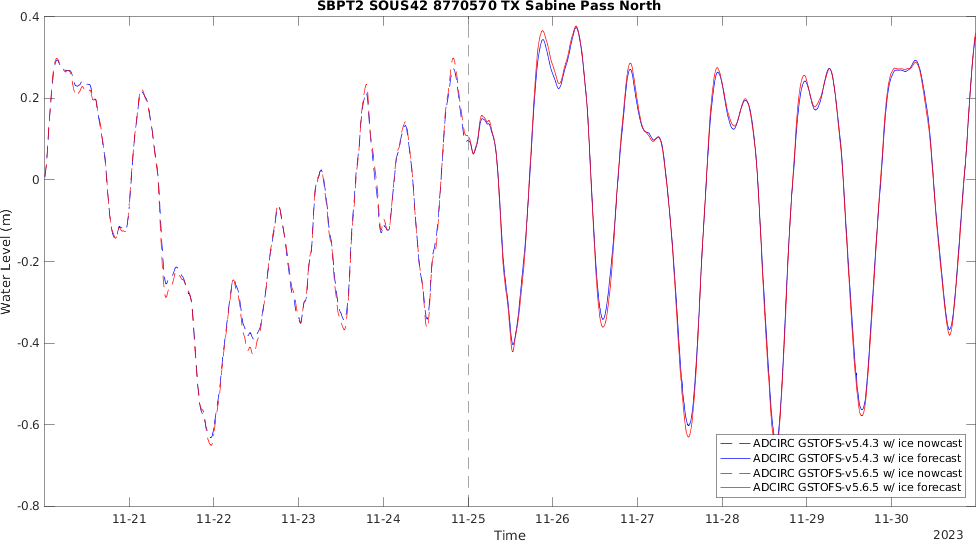 SBPT2 SOUS42 8770570 TX Sabine Pass North
0.4
0.2
0
-0.2
-0.4
-0.6
-0.8
Water Level (m)
ADCIRC GSTOFS-v5.4.3 w/ ice nowcast
ADCIRC GSTOFS-v5.4.3 w/ ice forecast
ADCIRC GSTOFS-v5.6.5 w/ ice nowcast
ADCIRC GSTOFS-v5.6.5 w/ ice forecast
11-21 11-22 11-23 11-24 11-25 11-26 11-27 11-28 11-29 11-30
Time
2023